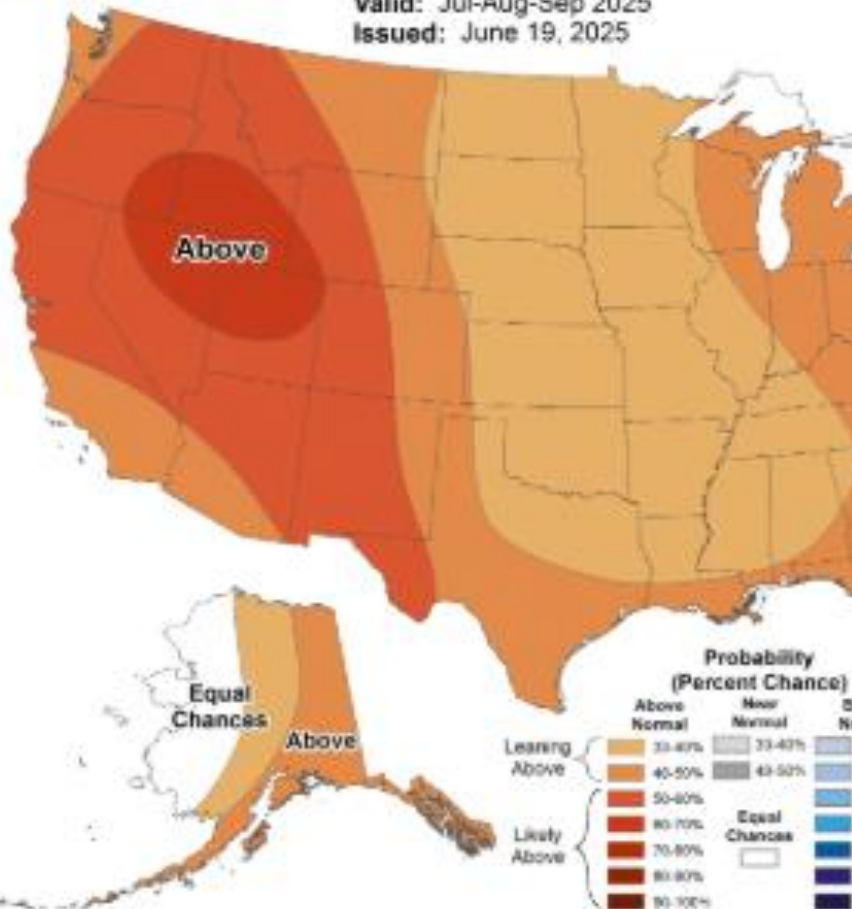 Valid: Jul-Aug-Sep 2025
Issued: June 19, 2025
Above
Equal
Chances
Above
Probability
(Percent Chance)
Above
Normal
Near
Normal
Leaning
Above
33-40%
33-40%
40-50%
40-50%
Likely
Above
50-60%
60-70%
70-80%
80-90%
90-100%
Equal
Chances